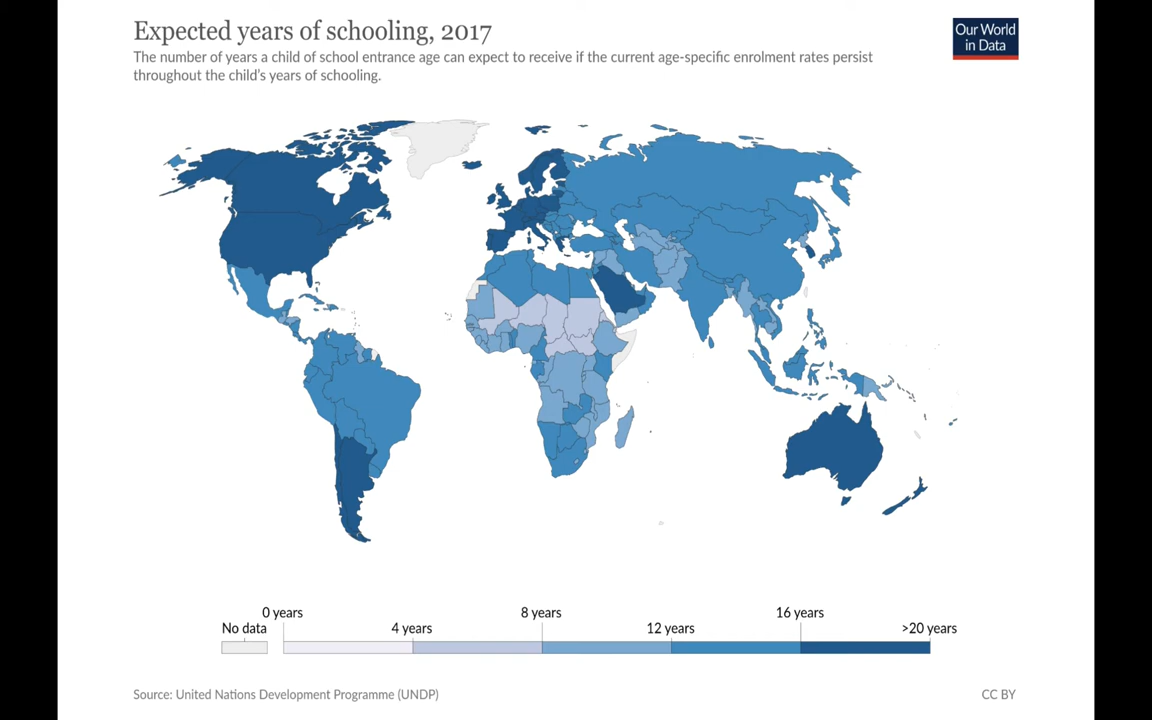 Expected years of schooling, 2017
The number of years a child of school entrance age can expect to receive if the current age-specific enrolment rates persist
throughout the child's years of schooling.
Our World
in Data
0 years
8 years
16 years
No data
4 years
12 years
>20 years
Source: United Nations Development Programme (UNDP)
CC BY